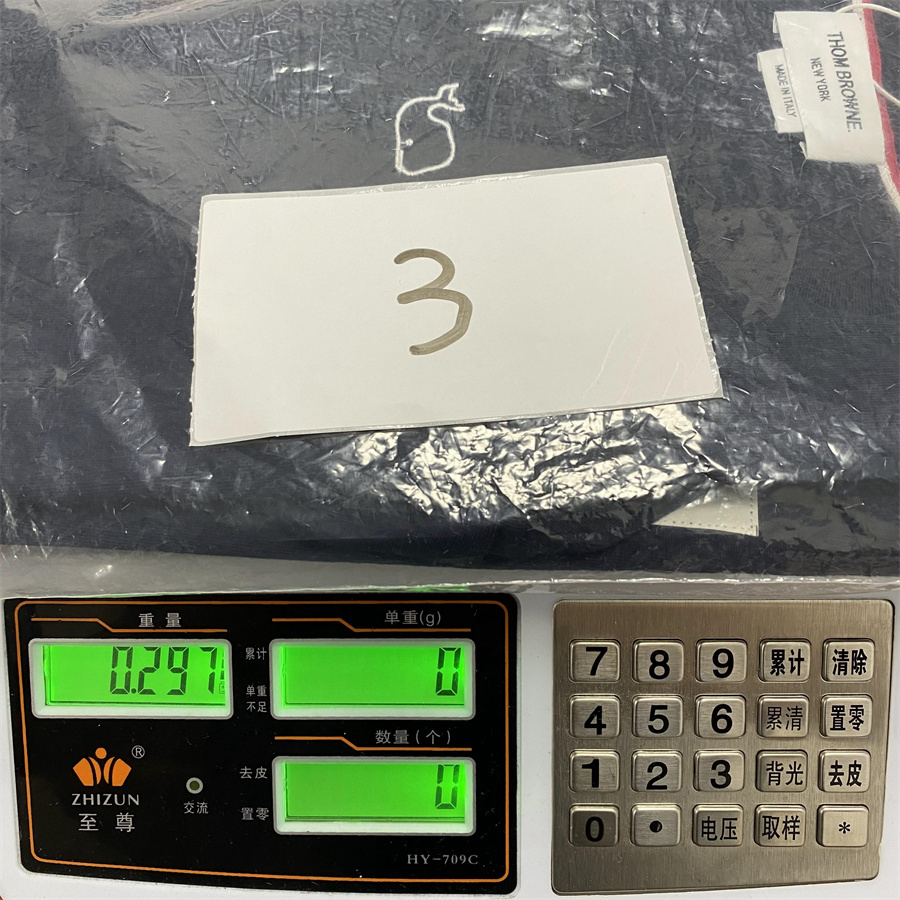 THOM BROWNE.
NEW YORK
MADE IN ITALY
3
重量
单重(g)
0.297
累计
单重
不足
0
数量(个)
去皮
置零
0
®
ZHIZUN
至尊
交流
HY-709C
7 8 9 累计 清除
4 5 6 累清 置零
1 2 3 背光 去皮
0 • 电压 取样 *